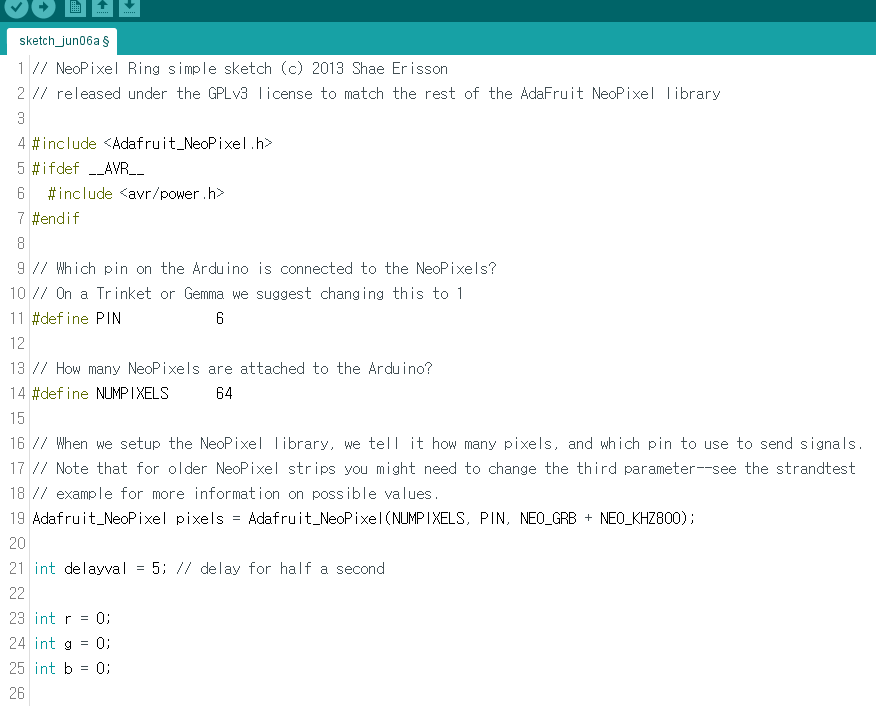 sketch_jun06a §
1 // NeoPixel Ring simple sketch (c) 2013 Shae Erisson
2 // released under the GPLv3 license to match the rest of the AdaFruit NeoPixel library
3
4 #include <Adafruit_NeoPixel.h>
5 #ifdef __AVR__
6   #include <avr/power.h>
7 #endif
8
9 // Which pin on the Arduino is connected to the NeoPixels?
10 // On a Trinket or Gemma we suggest changing this to 1
11 #define PIN            6
12
13 // How many NeoPixels are attached to the Arduino?
14 #define NUMPIXELS      64
15
16 // When we setup the NeoPixel library, we tell it how many pixels, and which pin to use to send signals.
17 // Note that for older NeoPixel strips you might need to change the third parameter--see the strandtest
18 // example for more information on possible values.
19 Adafruit_NeoPixel pixels = Adafruit_NeoPixel(NUMPIXELS, PIN, NEO_GRB + NEO_KHZ800);
20
21 int delayval = 5; // delay for half a second
22
23 int r = 0;
24 int g = 0;
25 int b = 0;
26